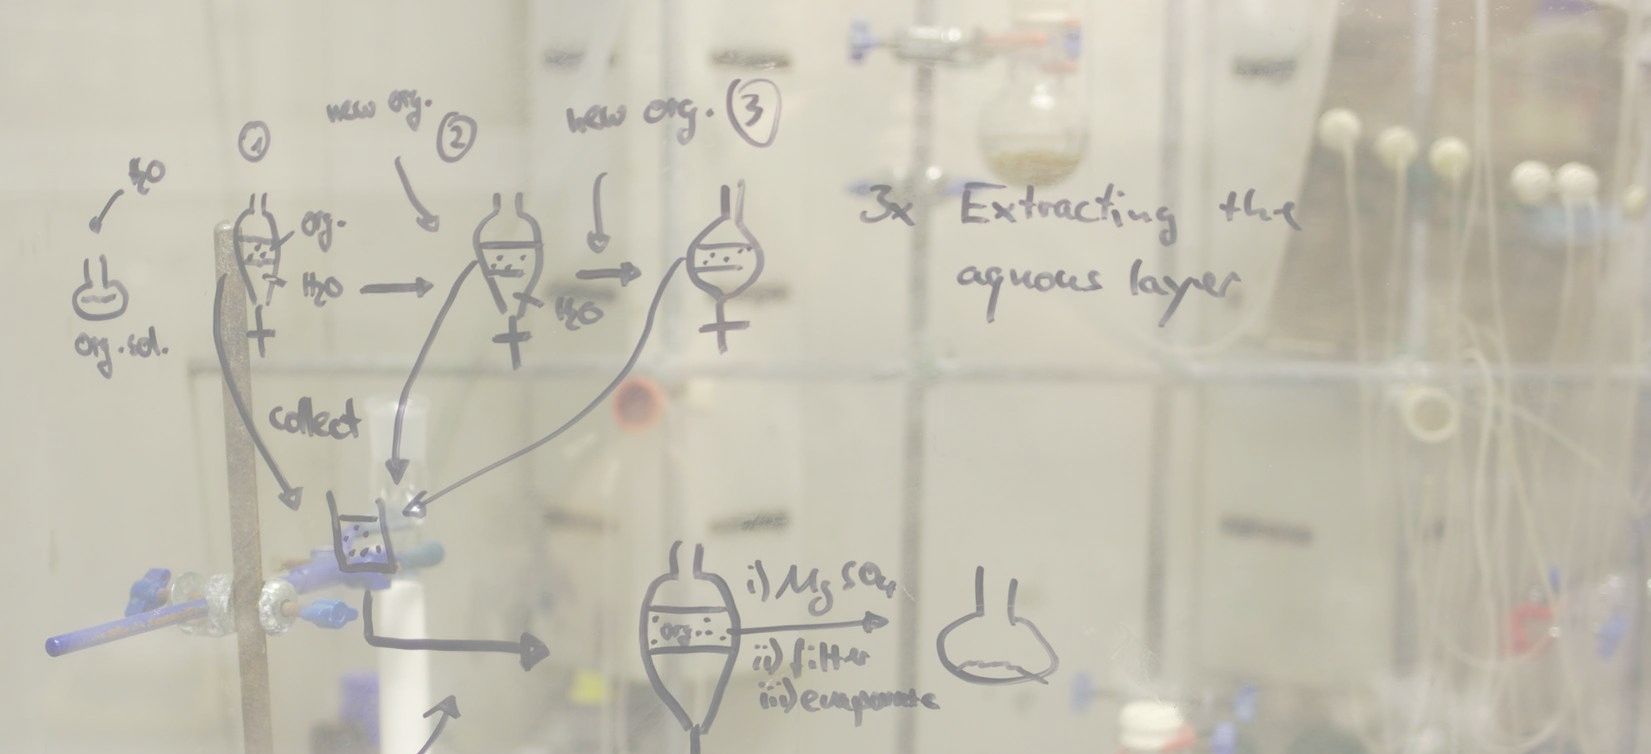 new org. ②
new org. ③
①
H₂O
org.
H₂O
H₂O
org. sol.
3x Extracting the
aquous layer
collect
org.
i) MgSO₄
ii) filter
iii) evaporate